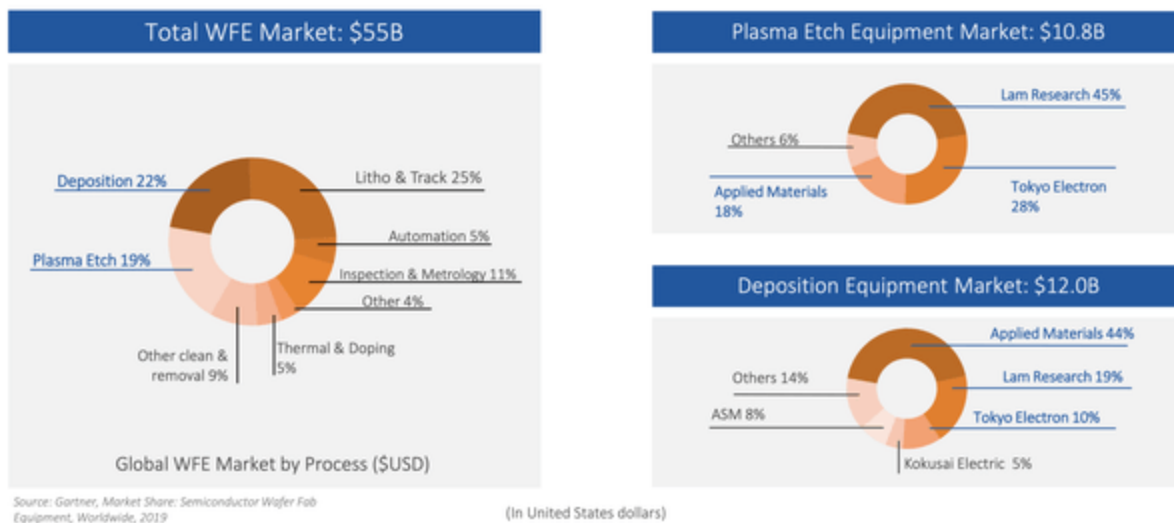 Total WFE Market: $55B
Deposition 22%
Litho & Track 25%
Automation 5%
Plasma Etch 19%
Inspection & Metrology 11%
Other 4%
Other clean &
removal 9%
Thermal & Doping
5%
Global WFE Market by Process ($USD)
Source: Gartner, Market Share: Semiconductor Wafer Fab
Equipment, Worldwide, 2019
Plasma Etch Equipment Market: $10.8B
Lam Research 45%
Others 6%
Applied Materials
18%
Tokyo Electron
28%
Deposition Equipment Market: $12.0B
Applied Materials 44%
Others 14%
Lam Research 19%
ASM 8%
Tokyo Electron 10%
Kokusai Electric 5%
(In United States dollars)